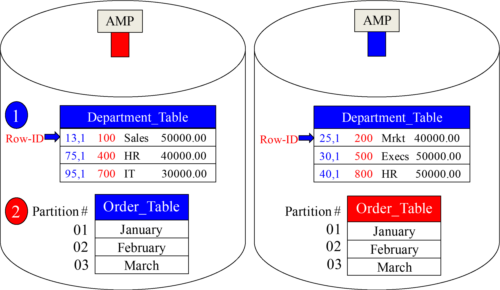 AMP
1
Department_Table
Row-ID
13,1 100 Sales 50000.00
75,1 400 HR 40000.00
95,1 700 IT 30000.00
2
Partition #
Order_Table
01 January
02 February
03 March
AMP
Department_Table
Row-ID
25,1 200 Mrkt 40000.00
30,1 500 Execs 50000.00
40,1 800 HR 50000.00
Partition #
Order_Table
01 January
02 February
03 March